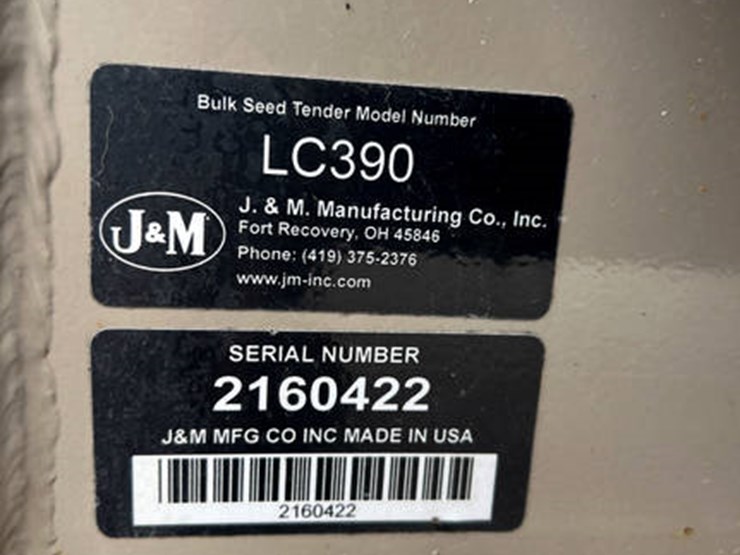 Bulk Seed Tender Model Number
LC390
J&M
J. & M. Manufacturing Co., Inc.
Fort Recovery, OH 45846
Phone: (419) 375-2376
www.jm-inc.com
SERIAL NUMBER
2160422
J&M MFG CO INC MADE IN USA
2160422